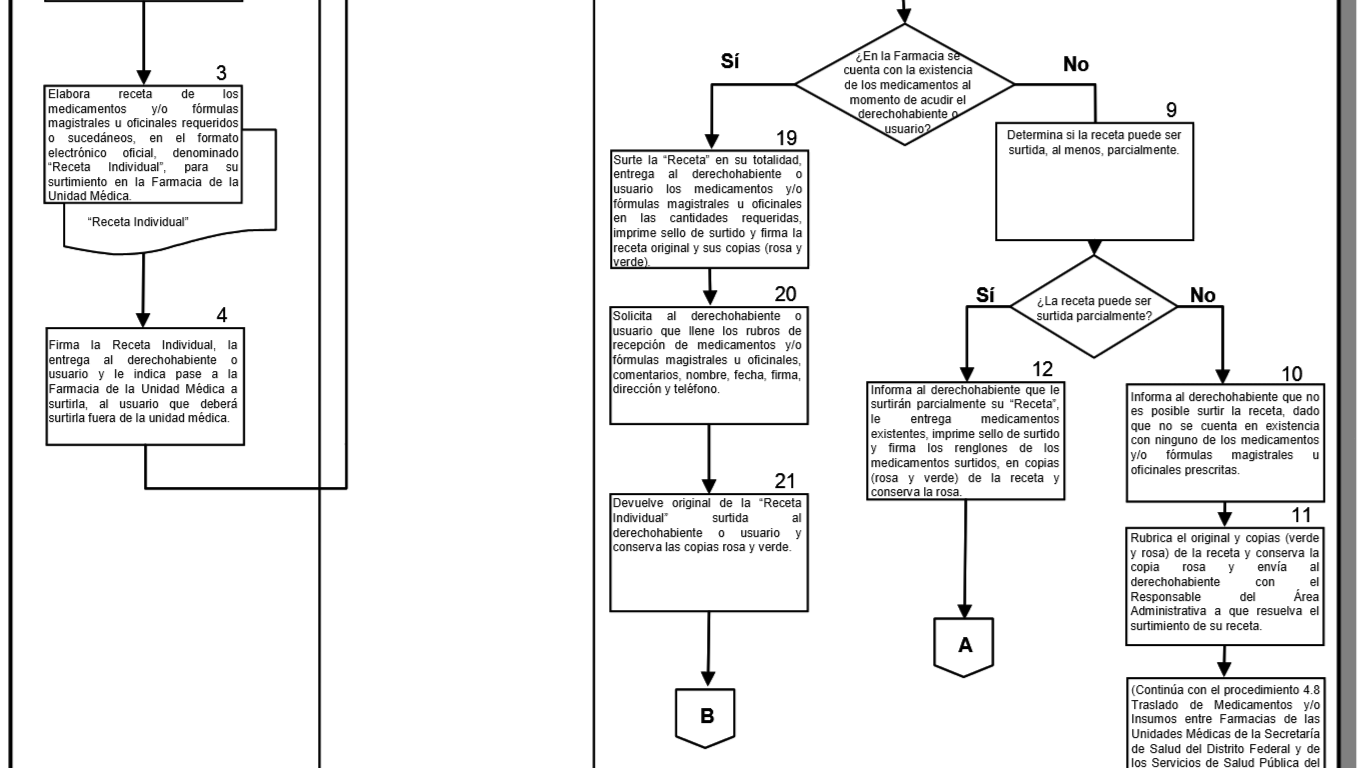 3
Elabora receta de los
medicamentos y/o fórmulas
magistrales u oficinales requeridos
o sucedáneos, en el formato
electrónico oficial, denominado
“Receta Individual”, para su
surtimiento en la Farmacia de la
Unidad Médica.
“Receta Individual”
4
Firma la Receta Individual, la
entrega al derechohabiente o
usuario y le indica pase a la
Farmacia de la Unidad Médica a
surtirla, al usuario que deberá
surtirla fuera de la unidad médica.
¿En la Farmacia se
cuenta con la existencia
de los medicamentos al
momento de acudir el
derechohabiente o
usuario?
Sí
No
19
Surte la “Receta” en su totalidad,
entrega al derechohabiente o
usuario los medicamentos y/o
fórmulas magistrales u oficinales
en las cantidades requeridas,
imprime sello de surtido y firma la
receta original y sus copias (rosa y
verde).
20
Solicita al derechohabiente o
usuario que llene los rubros de
recepción de medicamentos y/o
fórmulas magistrales u oficinales,
comentarios, nombre, fecha, firma,
dirección y teléfono.
21
Devuelve original de la “Receta
Individual” surtida al
derechohabiente o usuario y
conserva las copias rosa y verde.
B
9
Determina si la receta puede ser
surtida, al menos, parcialmente.
¿La receta puede ser
surtida parcialmente?
Sí
No
12
Informa al derechohabiente que le
surtirán parcialmente su “Receta”,
le entrega medicamentos
existentes, imprime sello de surtido
y firma los renglones de los
medicamentos surtidos, en copias
(rosa y verde) de la receta y
conserva la rosa.
A
10
Informa al derechohabiente que no
es posible surtir la receta, dado
que no se cuenta en existencia
con ninguno de los medicamentos
y/o fórmulas magistrales u
oficinales prescritas.
11
Rubrica el original y copias (verde
y rosa) de la receta y conserva la
copia rosa y envía al
derechohabiente con el
Responsable del Área
Administrativa a que resuelva el
surtimiento de su receta.
(Continúa con el procedimiento 4.8
Traslado de Medicamentos y/o
Insumos entre Farmacias de las
Unidades Médicas de la Secretaría
de Salud del Distrito Federal y de
los Servicios de Salud Pública del